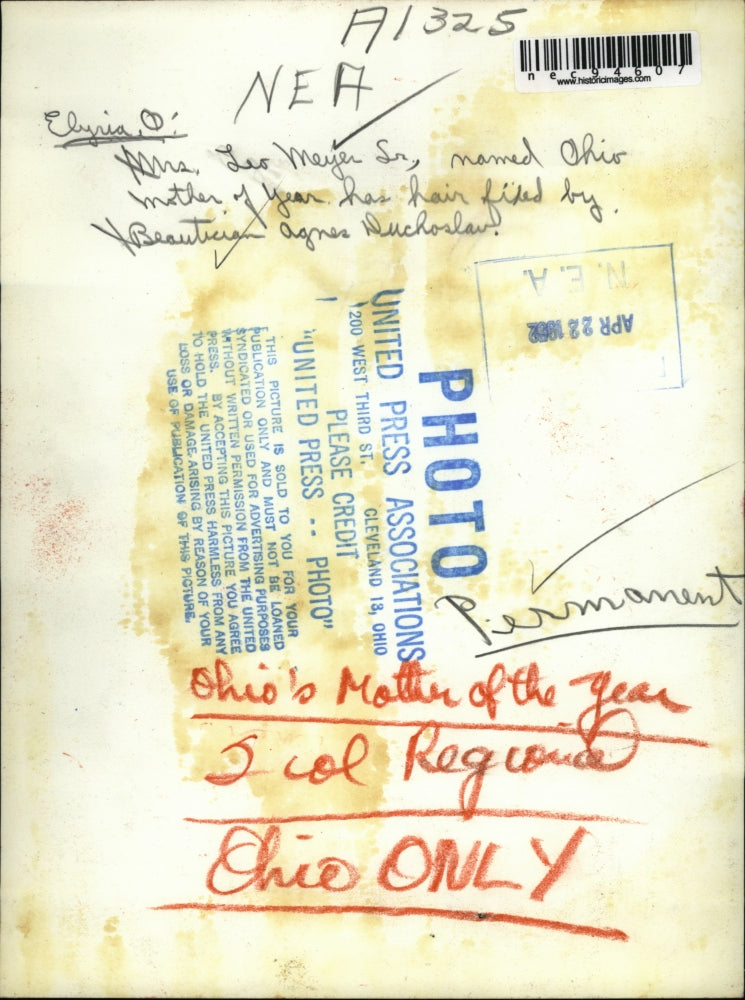 A1325
nec94607
www.historicimages.com
NEA
Elyria, O:
Mrs. Leo Meyer Sr., named Ohio
mother of Year has hair fixed by
Beautician Agnes Duchoslav.
N.E.A.
APR 22 1952
PHOTO
UNITED PRESS ASSOCIATIONS
1200 WEST THIRD ST. CLEVELAND 13, OHIO
PLEASE CREDIT
"UNITED PRESS -- PHOTO"
THIS PICTURE IS SOLD TO YOU FOR YOUR
PUBLICATION ONLY AND MUST NOT BE LOANED
SYNDICATED OR USED FOR ADVERTISING PURPOSES
WITHOUT WRITTEN PERMISSION FROM THE UNITED
PRESS. BY ACCEPTING THIS PICTURE YOU AGREE
TO HOLD THE UNITED PRESS HARMLESS FROM ANY
LOSS OR DAMAGE ARISING BY REASON OF YOUR
USE OF PUBLICATION OF THIS PICTURE.
Permanent
Ohio's Mother of the Year
col Regional
Ohio ONLY